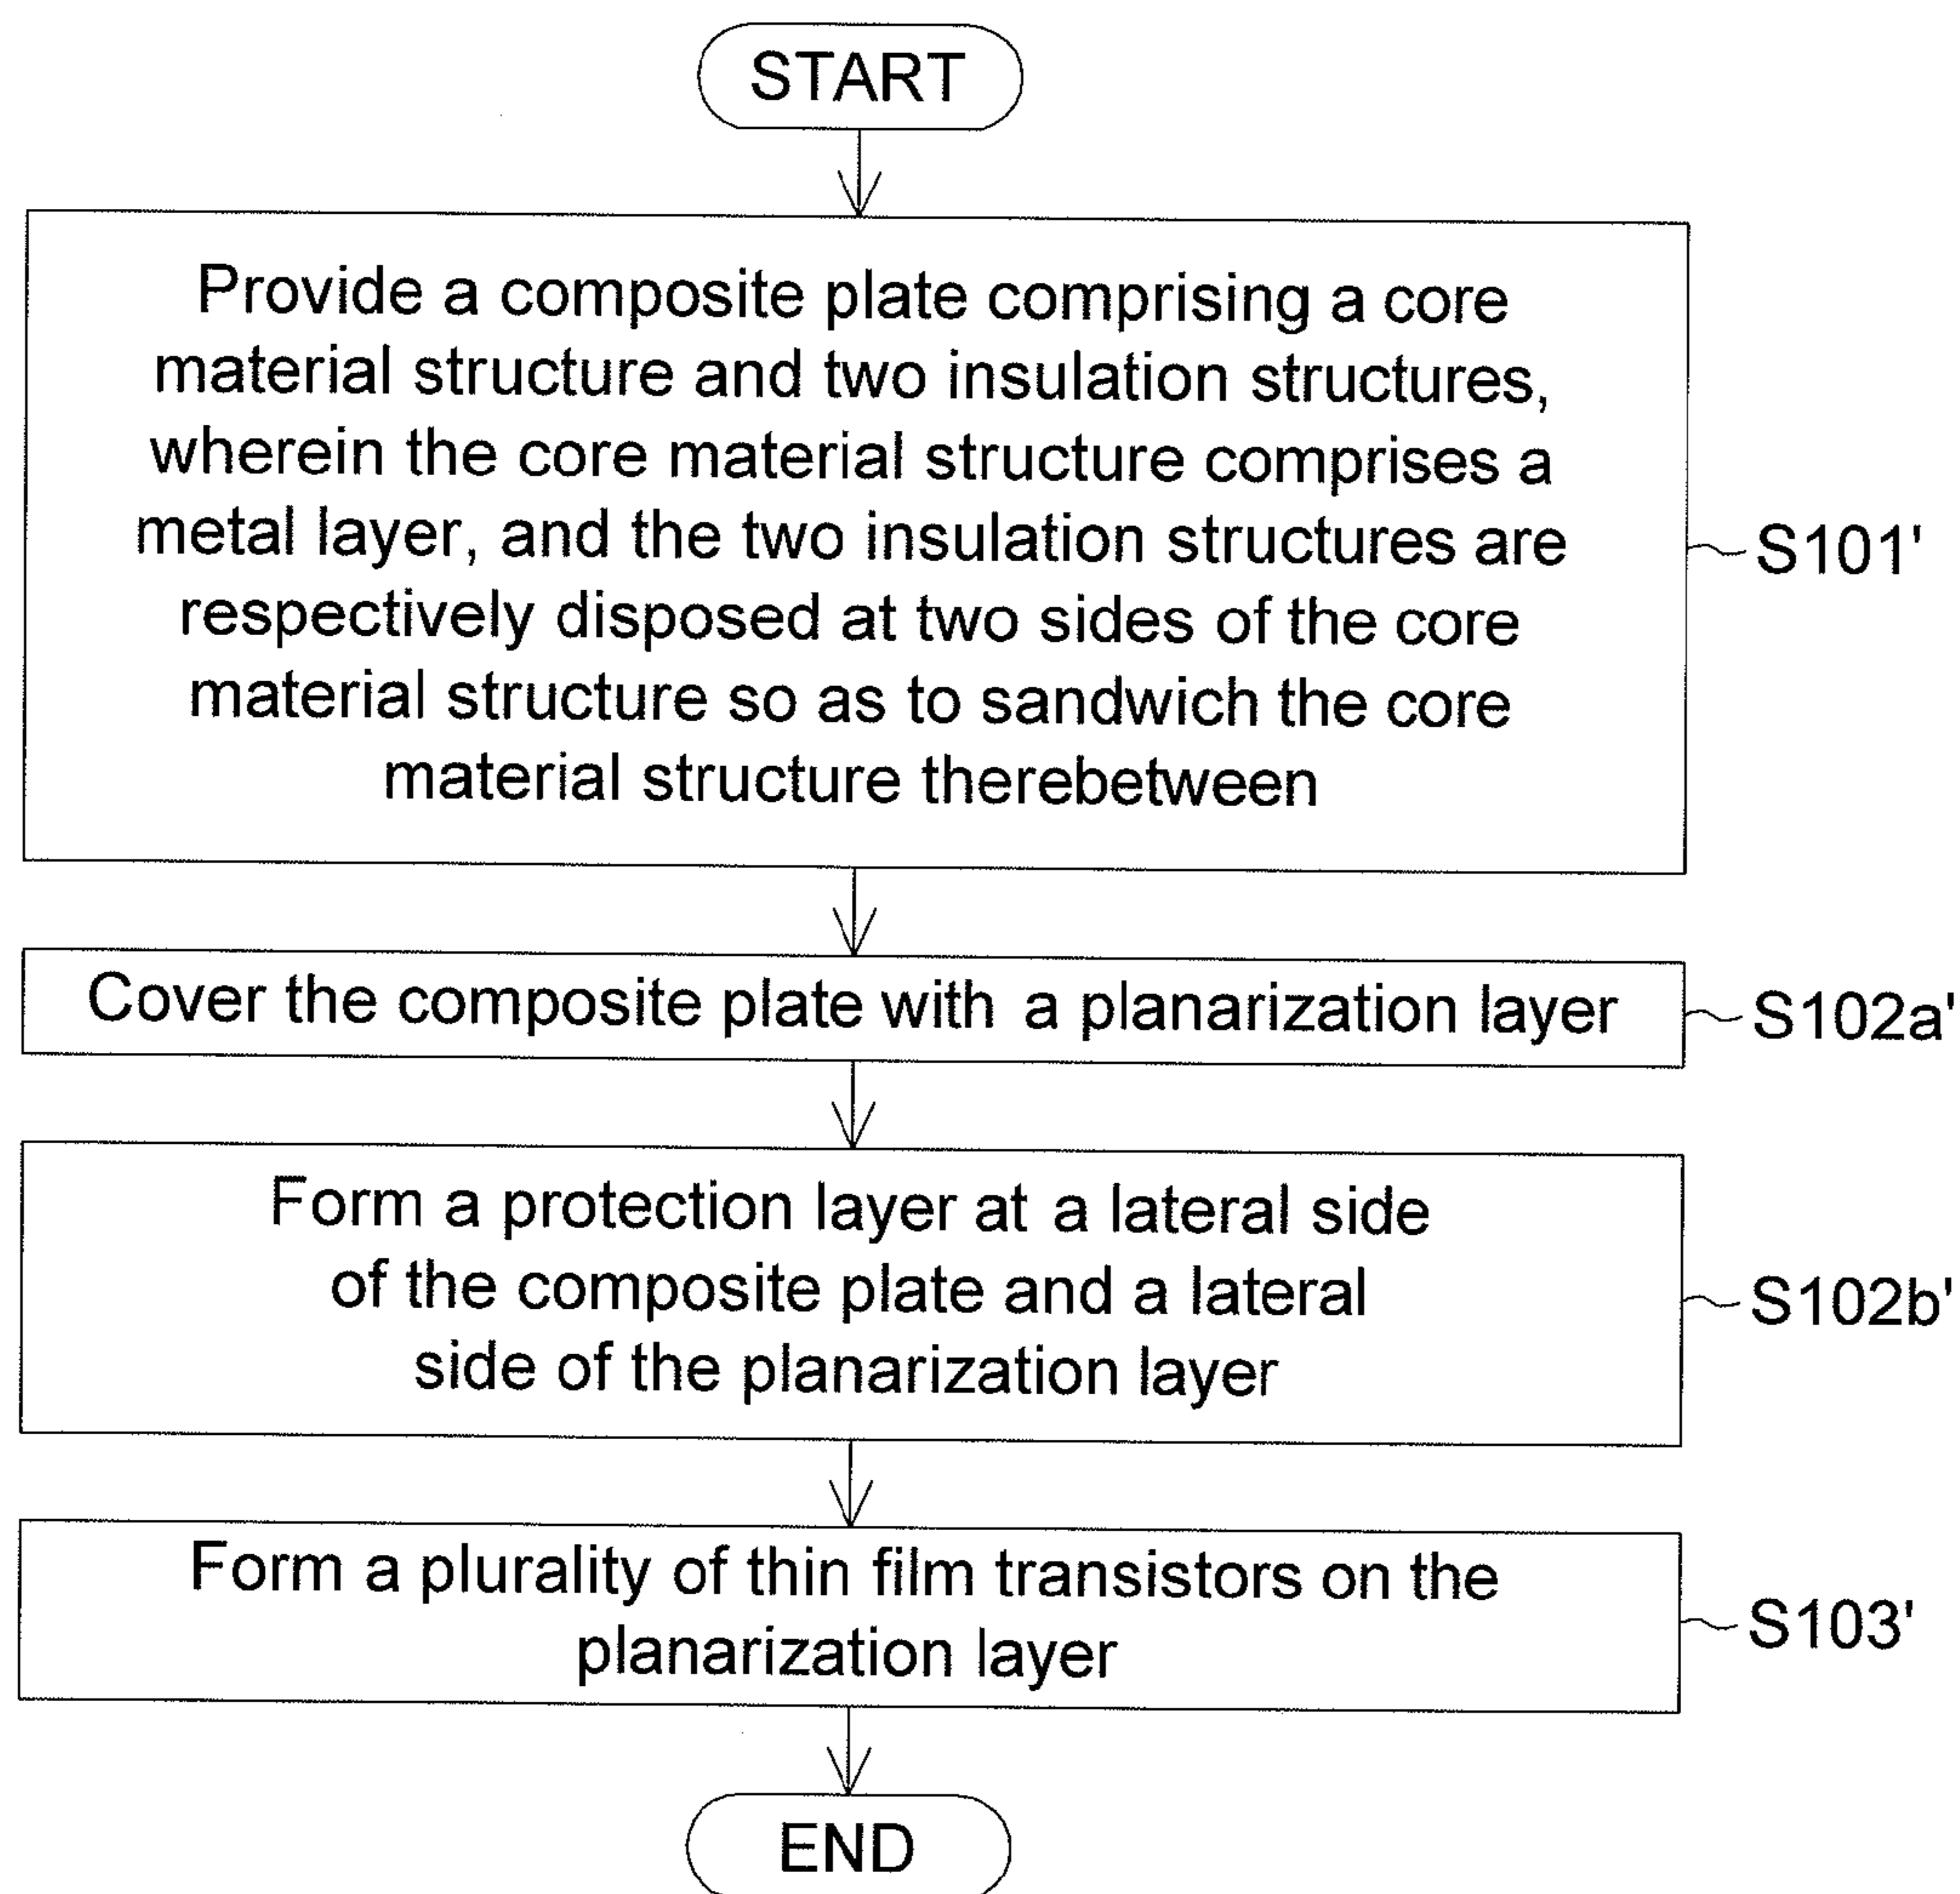 START
Provide a composite plate comprising a core
material structure and two insulation structures,
wherein the core material structure comprises a
metal layer, and the two insulation structures are
respectively disposed at two sides of the core
material structure so as to sandwich the core
material structure therebetween
S101'
Cover the composite plate with a planarization layer
S102a'
Form a protection layer at a lateral side
of the composite plate and a lateral
side of the planarization layer
S102b'
Form a plurality of thin film transistors on the
planarization layer
S103'
END